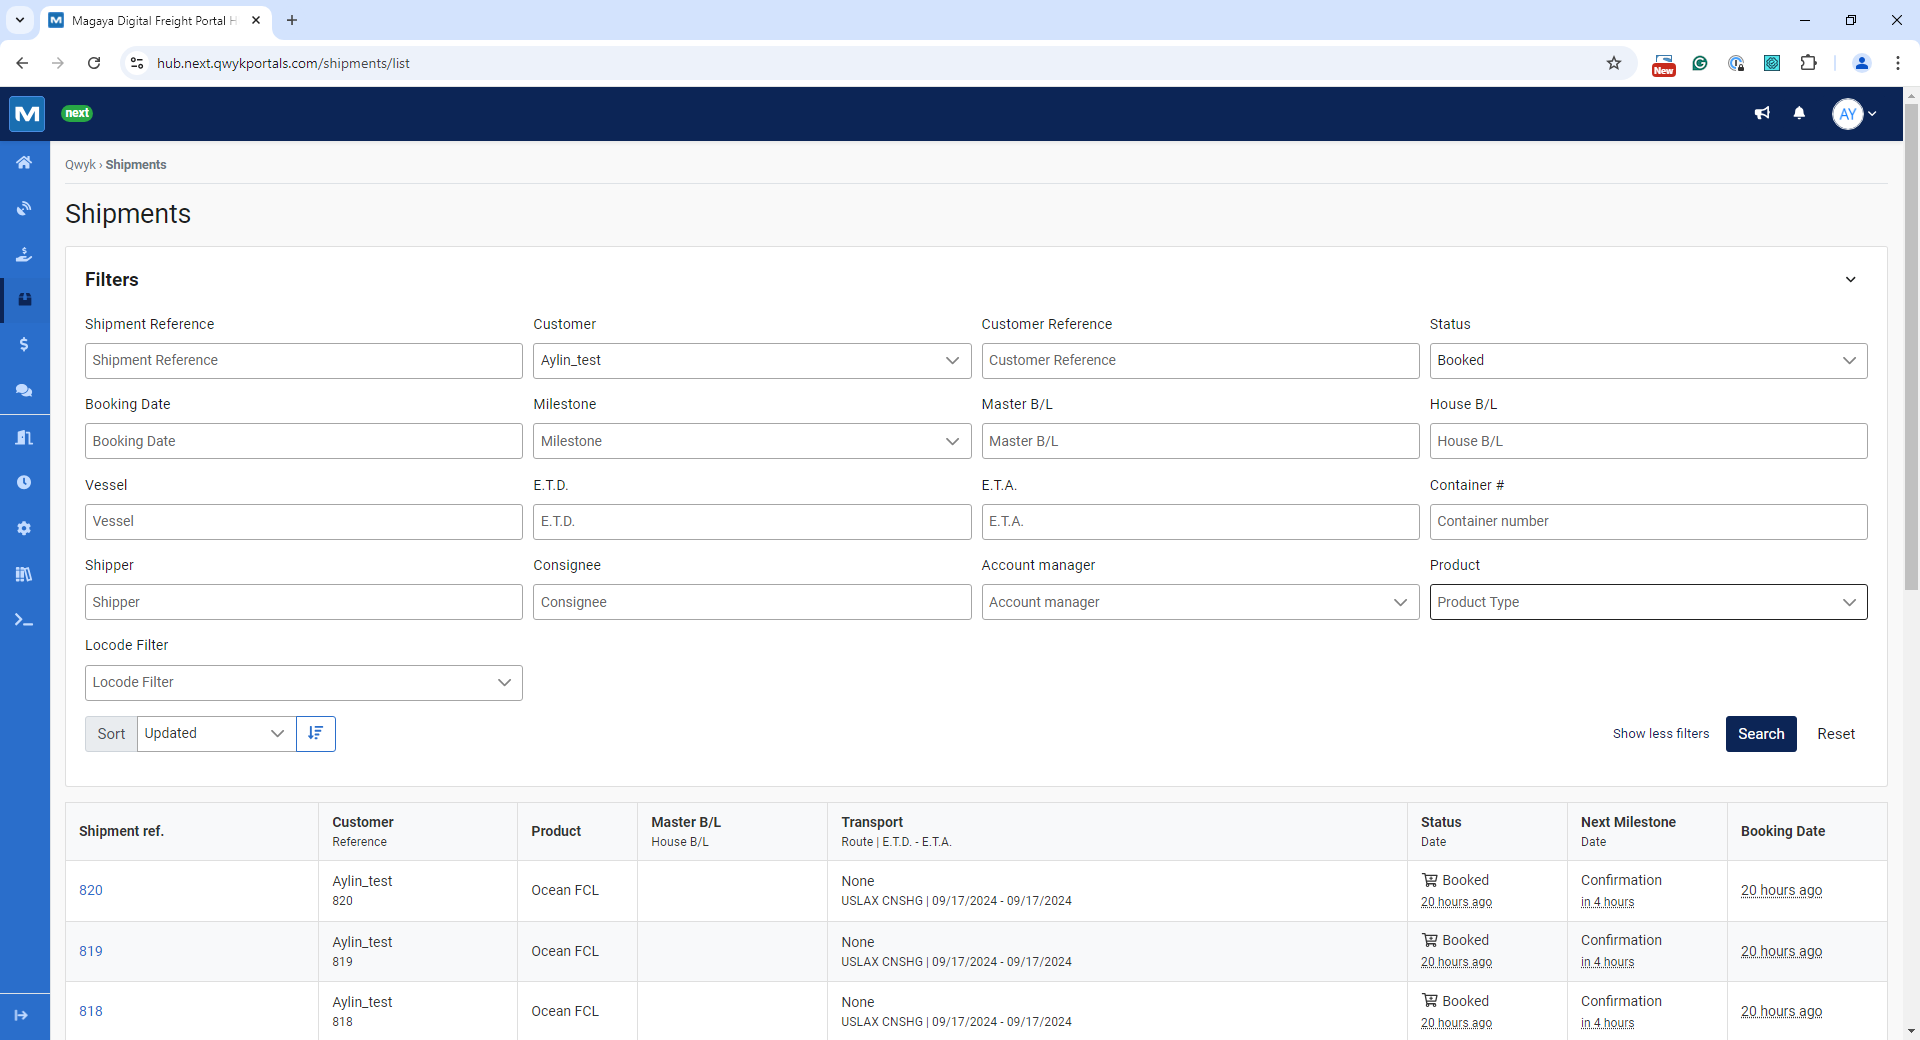 Magaya Digital Freight Portal H
hub.next.qwykportals.com/shipments/list
New
M
next
AY
Qwyk › Shipments
Shipments
Filters
Shipment Reference
Customer
Customer Reference
Status
Shipment Reference
Aylin_test
Customer Reference
Booked
Booking Date
Milestone
Master B/L
House B/L
Booking Date
Milestone
Master B/L
House B/L
Vessel
E.T.D.
E.T.A.
Container #
Vessel
E.T.D.
E.T.A.
Container number
Shipper
Consignee
Account manager
Product
Shipper
Consignee
Account manager
Product Type
Locode Filter
Locode Filter
Sort
Updated
Show less filters
Search
Reset
Shipment ref.
Customer
Reference
Product
Master B/L
House B/L
Transport
Route | E.T.D. - E.T.A.
Status
Date
Next Milestone
Date
Booking Date
820
Aylin_test
820
Ocean FCL
None
USLAX CNSHG | 09/17/2024 - 09/17/2024
Booked
20 hours ago
Confirmation
in 4 hours
20 hours ago
819
Aylin_test
819
Ocean FCL
None
USLAX CNSHG | 09/17/2024 - 09/17/2024
Booked
20 hours ago
Confirmation
in 4 hours
20 hours ago
818
Aylin_test
818
Ocean FCL
None
USLAX CNSHG | 09/17/2024 - 09/17/2024
Booked
20 hours ago
Confirmation
in 4 hours
20 hours ago